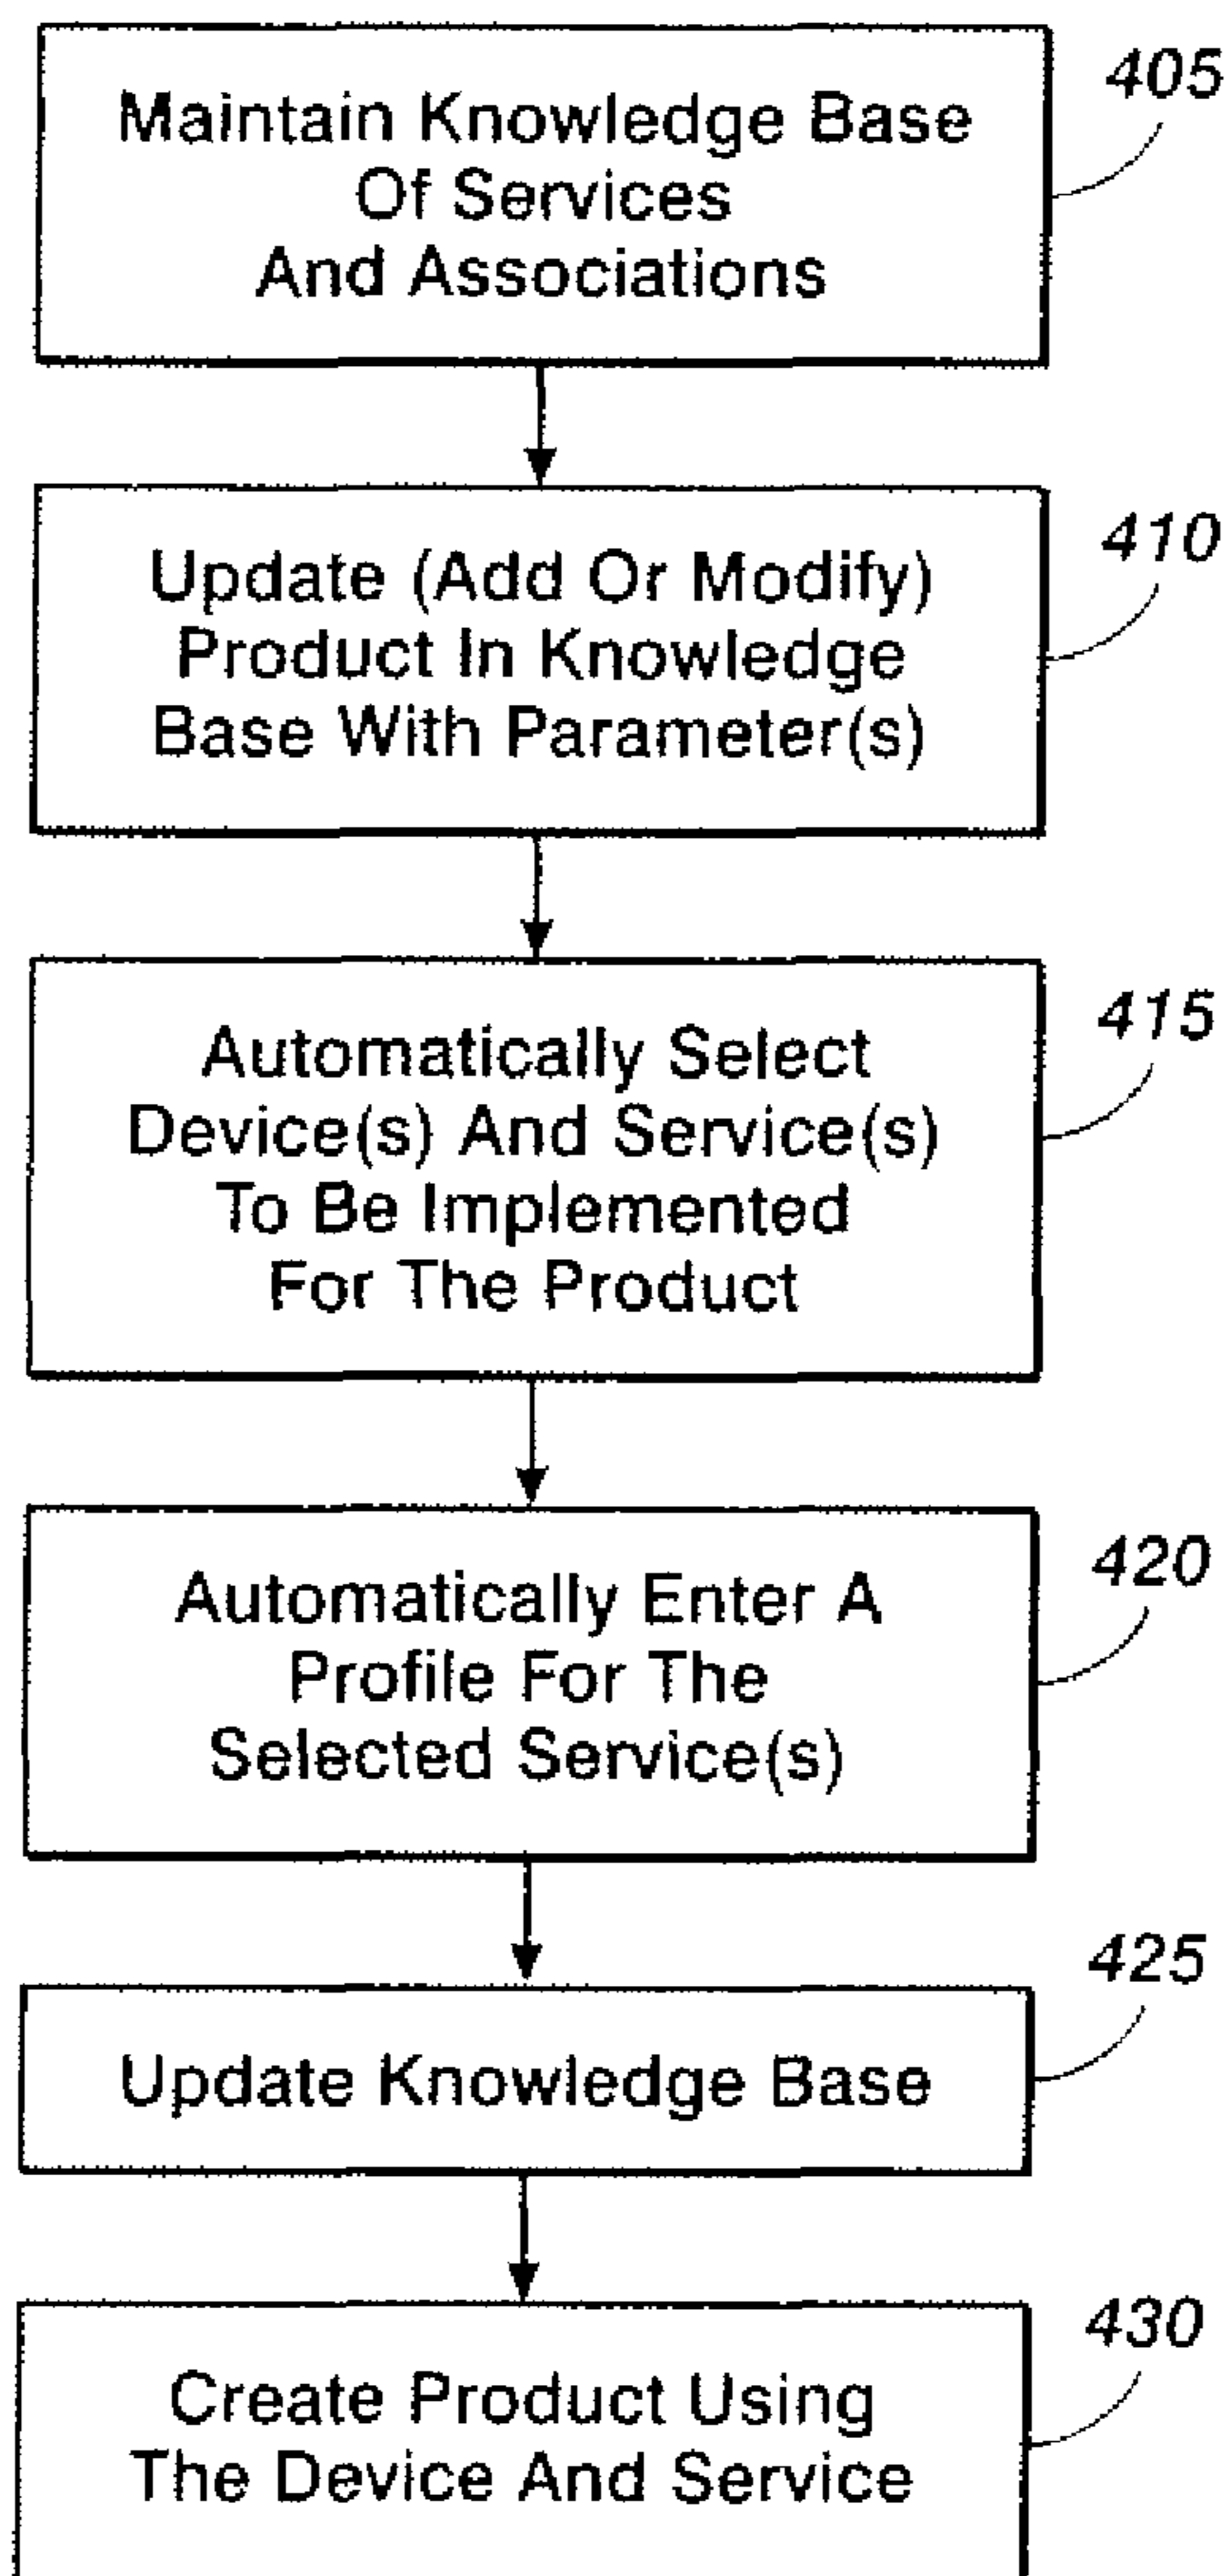 Maintain Knowledge Base
Of Services
And Associations
405
Update (Add Or Modify)
Product In Knowledge
Base With Parameter(s)
410
Automatically Select
Device(s) And Service(s)
To Be Implemented
For The Product
415
Automatically Enter A
Profile For The
Selected Service(s)
420
Update Knowledge Base
425
Create Product Using
The Device And Service
430